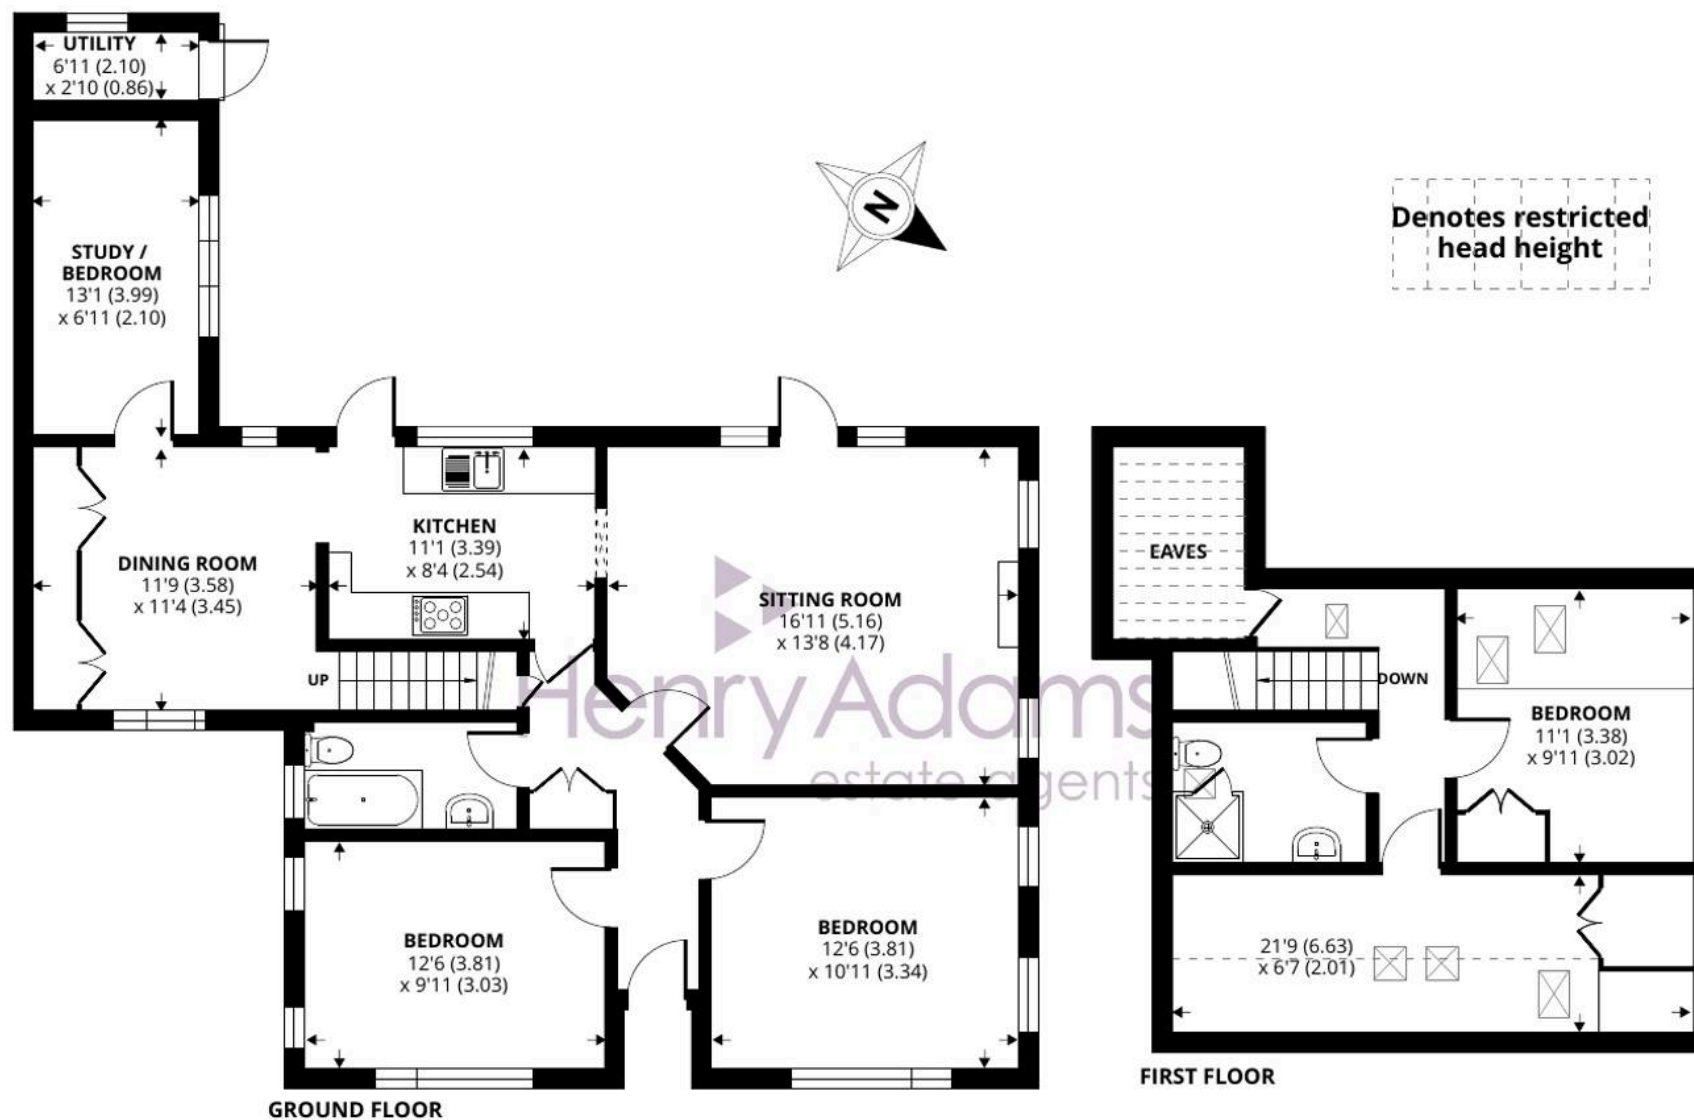 UTILITY
6'11 (2.10)
x 2'10 (0.86)
STUDY /
BEDROOM
13'1 (3.99)
x 6'11 (2.10)
N
Denotes restricted
head height
KITCHEN
11'1 (3.39)
x 8'4 (2.54)
DINING ROOM
11'9 (3.58)
x 11'4 (3.45)
SITTING ROOM
16'11 (5.16)
x 13'8 (4.17)
EAVES
UP
DOWN
Henry Adams
estate agents
BEDROOM
11'1 (3.38)
x 9'11 (3.02)
BEDROOM
12'6 (3.81)
x 9'11 (3.03)
BEDROOM
12'6 (3.81)
x 10'11 (3.34)
21'9 (6.63)
x 6'7 (2.01)
GROUND FLOOR
FIRST FLOOR